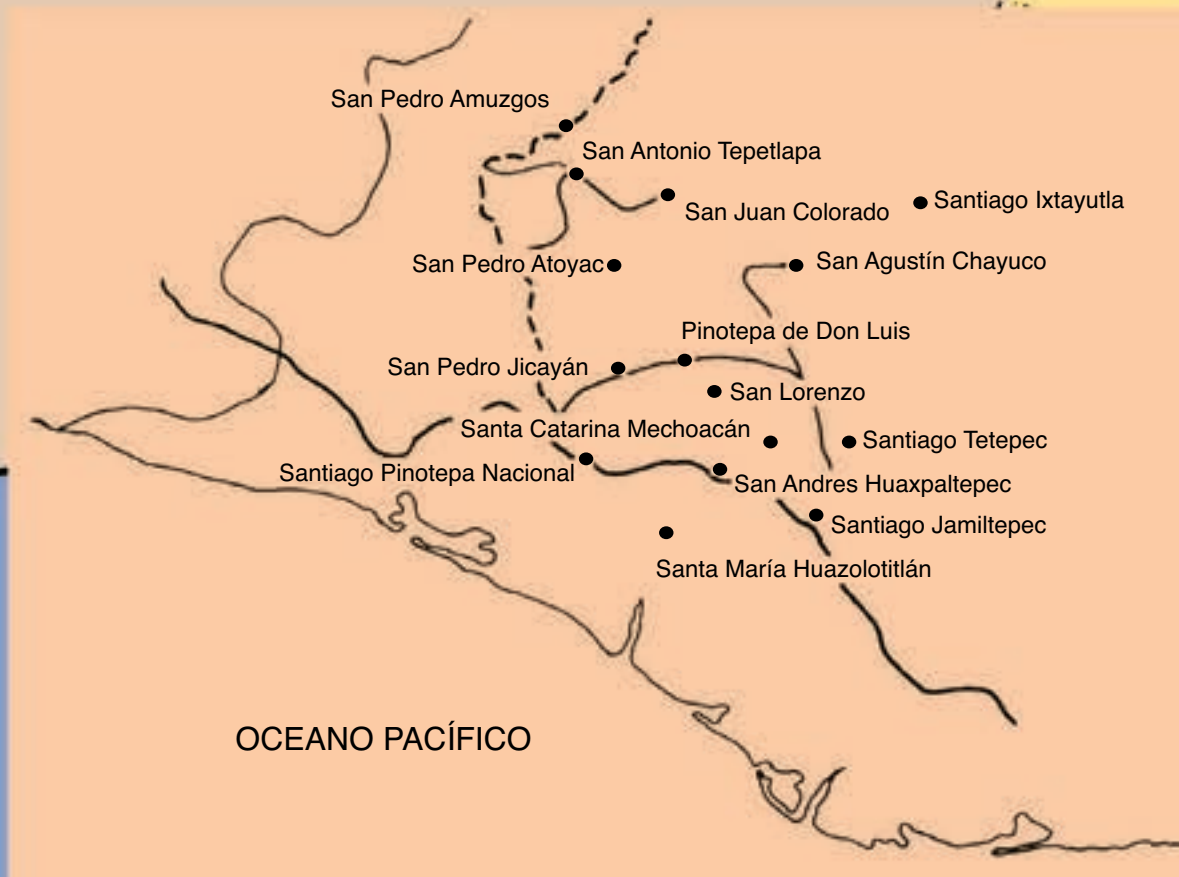 San Pedro Amuzgos
San Antonio Tepetlapa
Santiago Ixtayutla
San Juan Colorado
San Agustín Chayuco
San Pedro Atoyac
Pinotepa de Don Luis
San Pedro Jicayán
San Lorenzo
Santa Catarina Mechoacán
Santiago Tetepec
Santiago Pinotepa Nacional
San Andres Huaxpaltepec
Santiago Jamiltepec
Santa María Huazolotitlán
OCEANO PACÍFICO